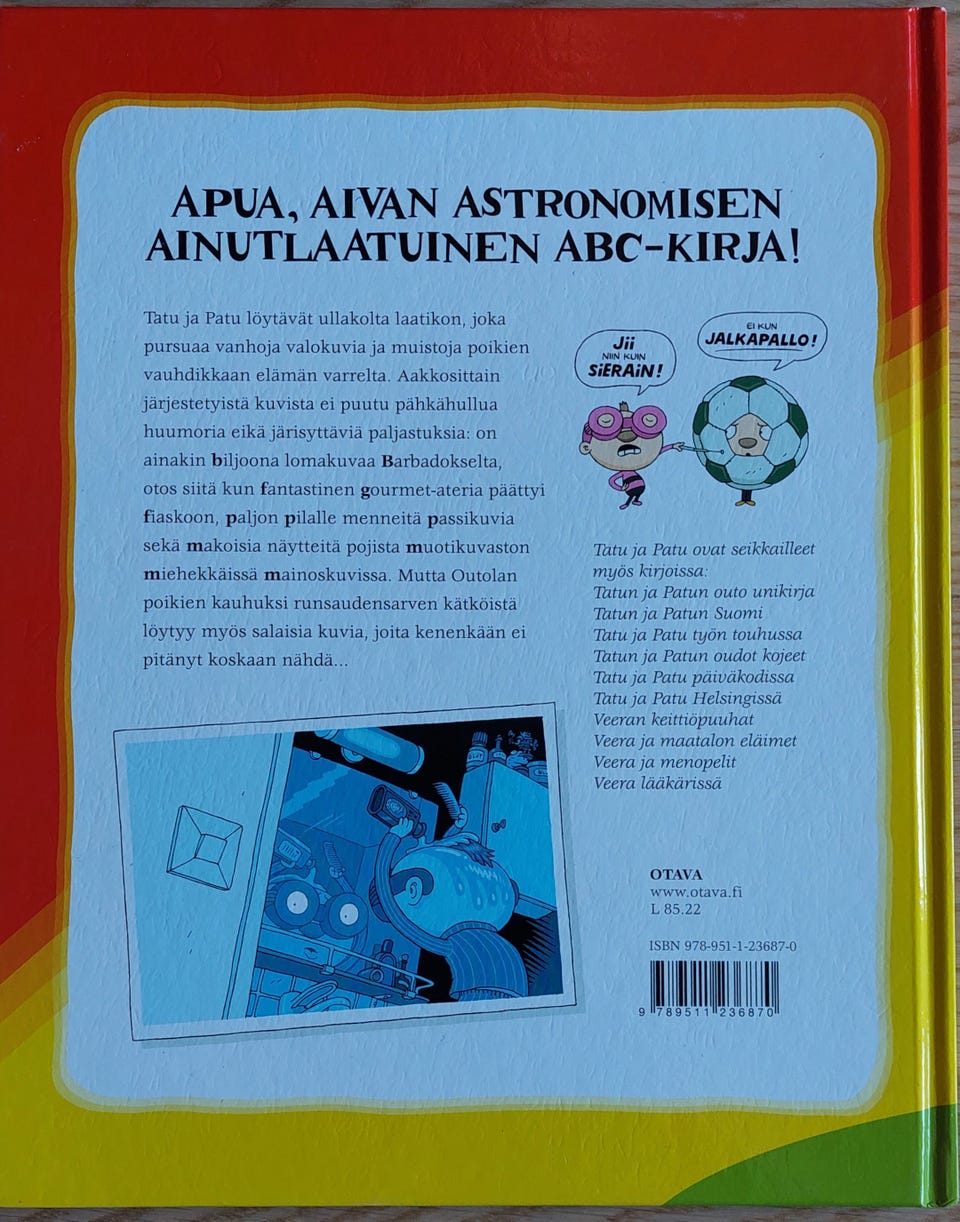 APUA, AIVAN ASTRONOMISEN
AINUTLAATUINEN ABC-KIRJA!
Tatu ja Patu löytävät ullakolta laatikon, joka
pursuaa vanhoja valokuvia ja muistoja poikien
vauhdikkaan elämän varrelta. Aakkosittain
järjestetyistä kuvista ei puutu pähkähullua
huumoria eikä järisyttäviä paljastuksia: on
ainakin biljoona lomakuvaa Barbadokselta,
otos siitä kun fantastinen gourmet-ateria päättyi
fiaskoon, paljon pilalle menneitä passikuvia
sekä makoisia näytteitä pojista muotikuvaston
miehekkäissä mainoskuvissa. Mutta Outolan
poikien kauhuksi runsaudensarven kätköistä
löytyy myös salaisia kuvia, joita kenenkään ei
pitänyt koskaan nähdä...
Jii
NIIN KUIN
SiERAiN!
EI KUN
JALKAPALLO!
Tatu ja Patu ovat seikkailleet
myös kirjoissa:
Tatun ja Patun outo unikirja
Tatun ja Patun Suomi
Tatu ja Patu työn touhussa
Tatun ja Patun oudot kojeet
Tatu ja Patu päiväkodissa
Tatu ja Patu Helsingissä
Veeran keittiöpuuhat
Veera ja maatalon eläimet
Veera ja menopelit
Veera lääkärissä
OTAVA
www.otava.fi
L 85.22
ISBN 978-951-1-23687-0
9 789511 236870